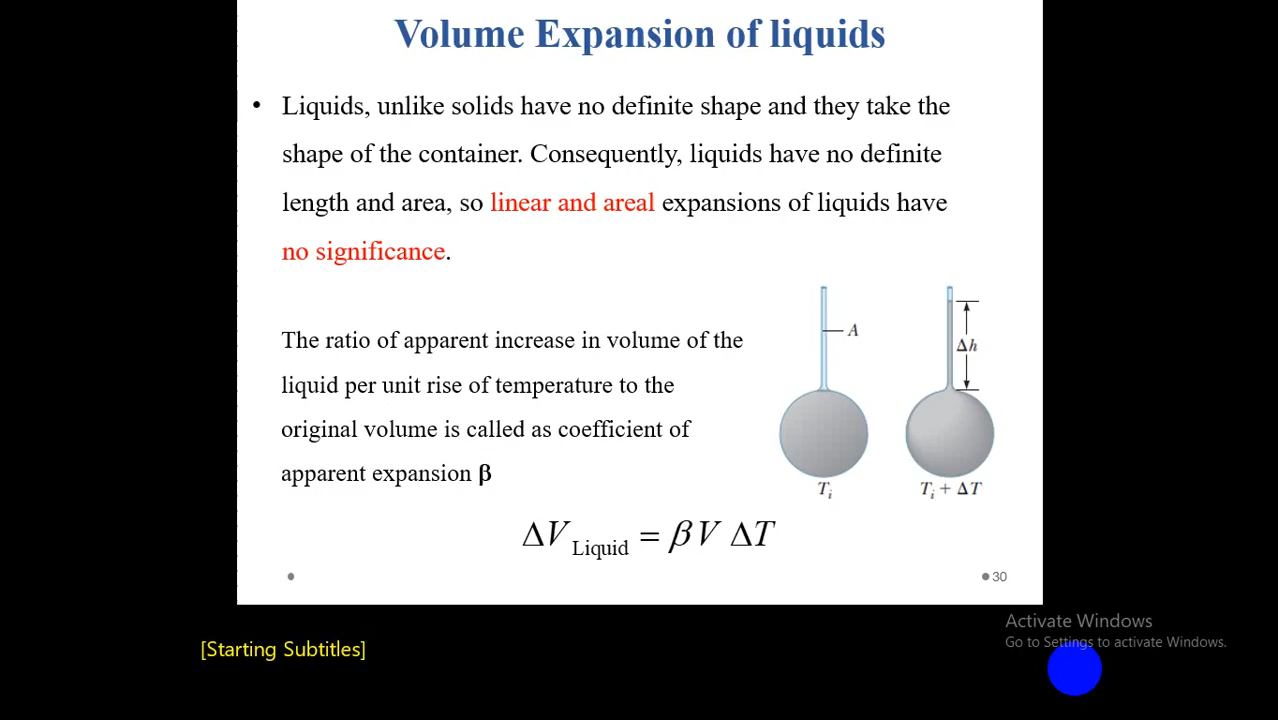 Volume Expansion of liquids
• Liquids, unlike solids have no definite shape and they take the
shape of the container. Consequently, liquids have no definite
length and area, so linear and areal expansions of liquids have
no significance.
The ratio of apparent increase in volume of the
liquid per unit rise of temperature to the
original volume is called as coefficient of
apparent expansion β
A
Δh
Tᵢ
Tᵢ + ΔT
ΔV Liquid = β V ΔT
30
Activate Windows
Go to Settings to activate Windows.
[Starting Subtitles]